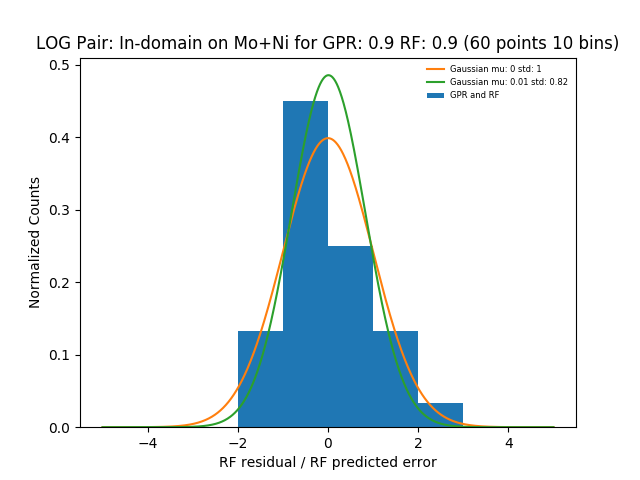 LOG Pair: In-domain on Mo+Ni for GPR: 0.9 RF: 0.9 (60 points 10 bins)
Gaussian mu: 0 std: 1
Gaussian mu: 0.01 std: 0.82
GPR and RF
Normalized Counts
0.5
0.4
0.3
0.2
0.1
0.0
−4 −2 0 2 4
RF residual / RF predicted error